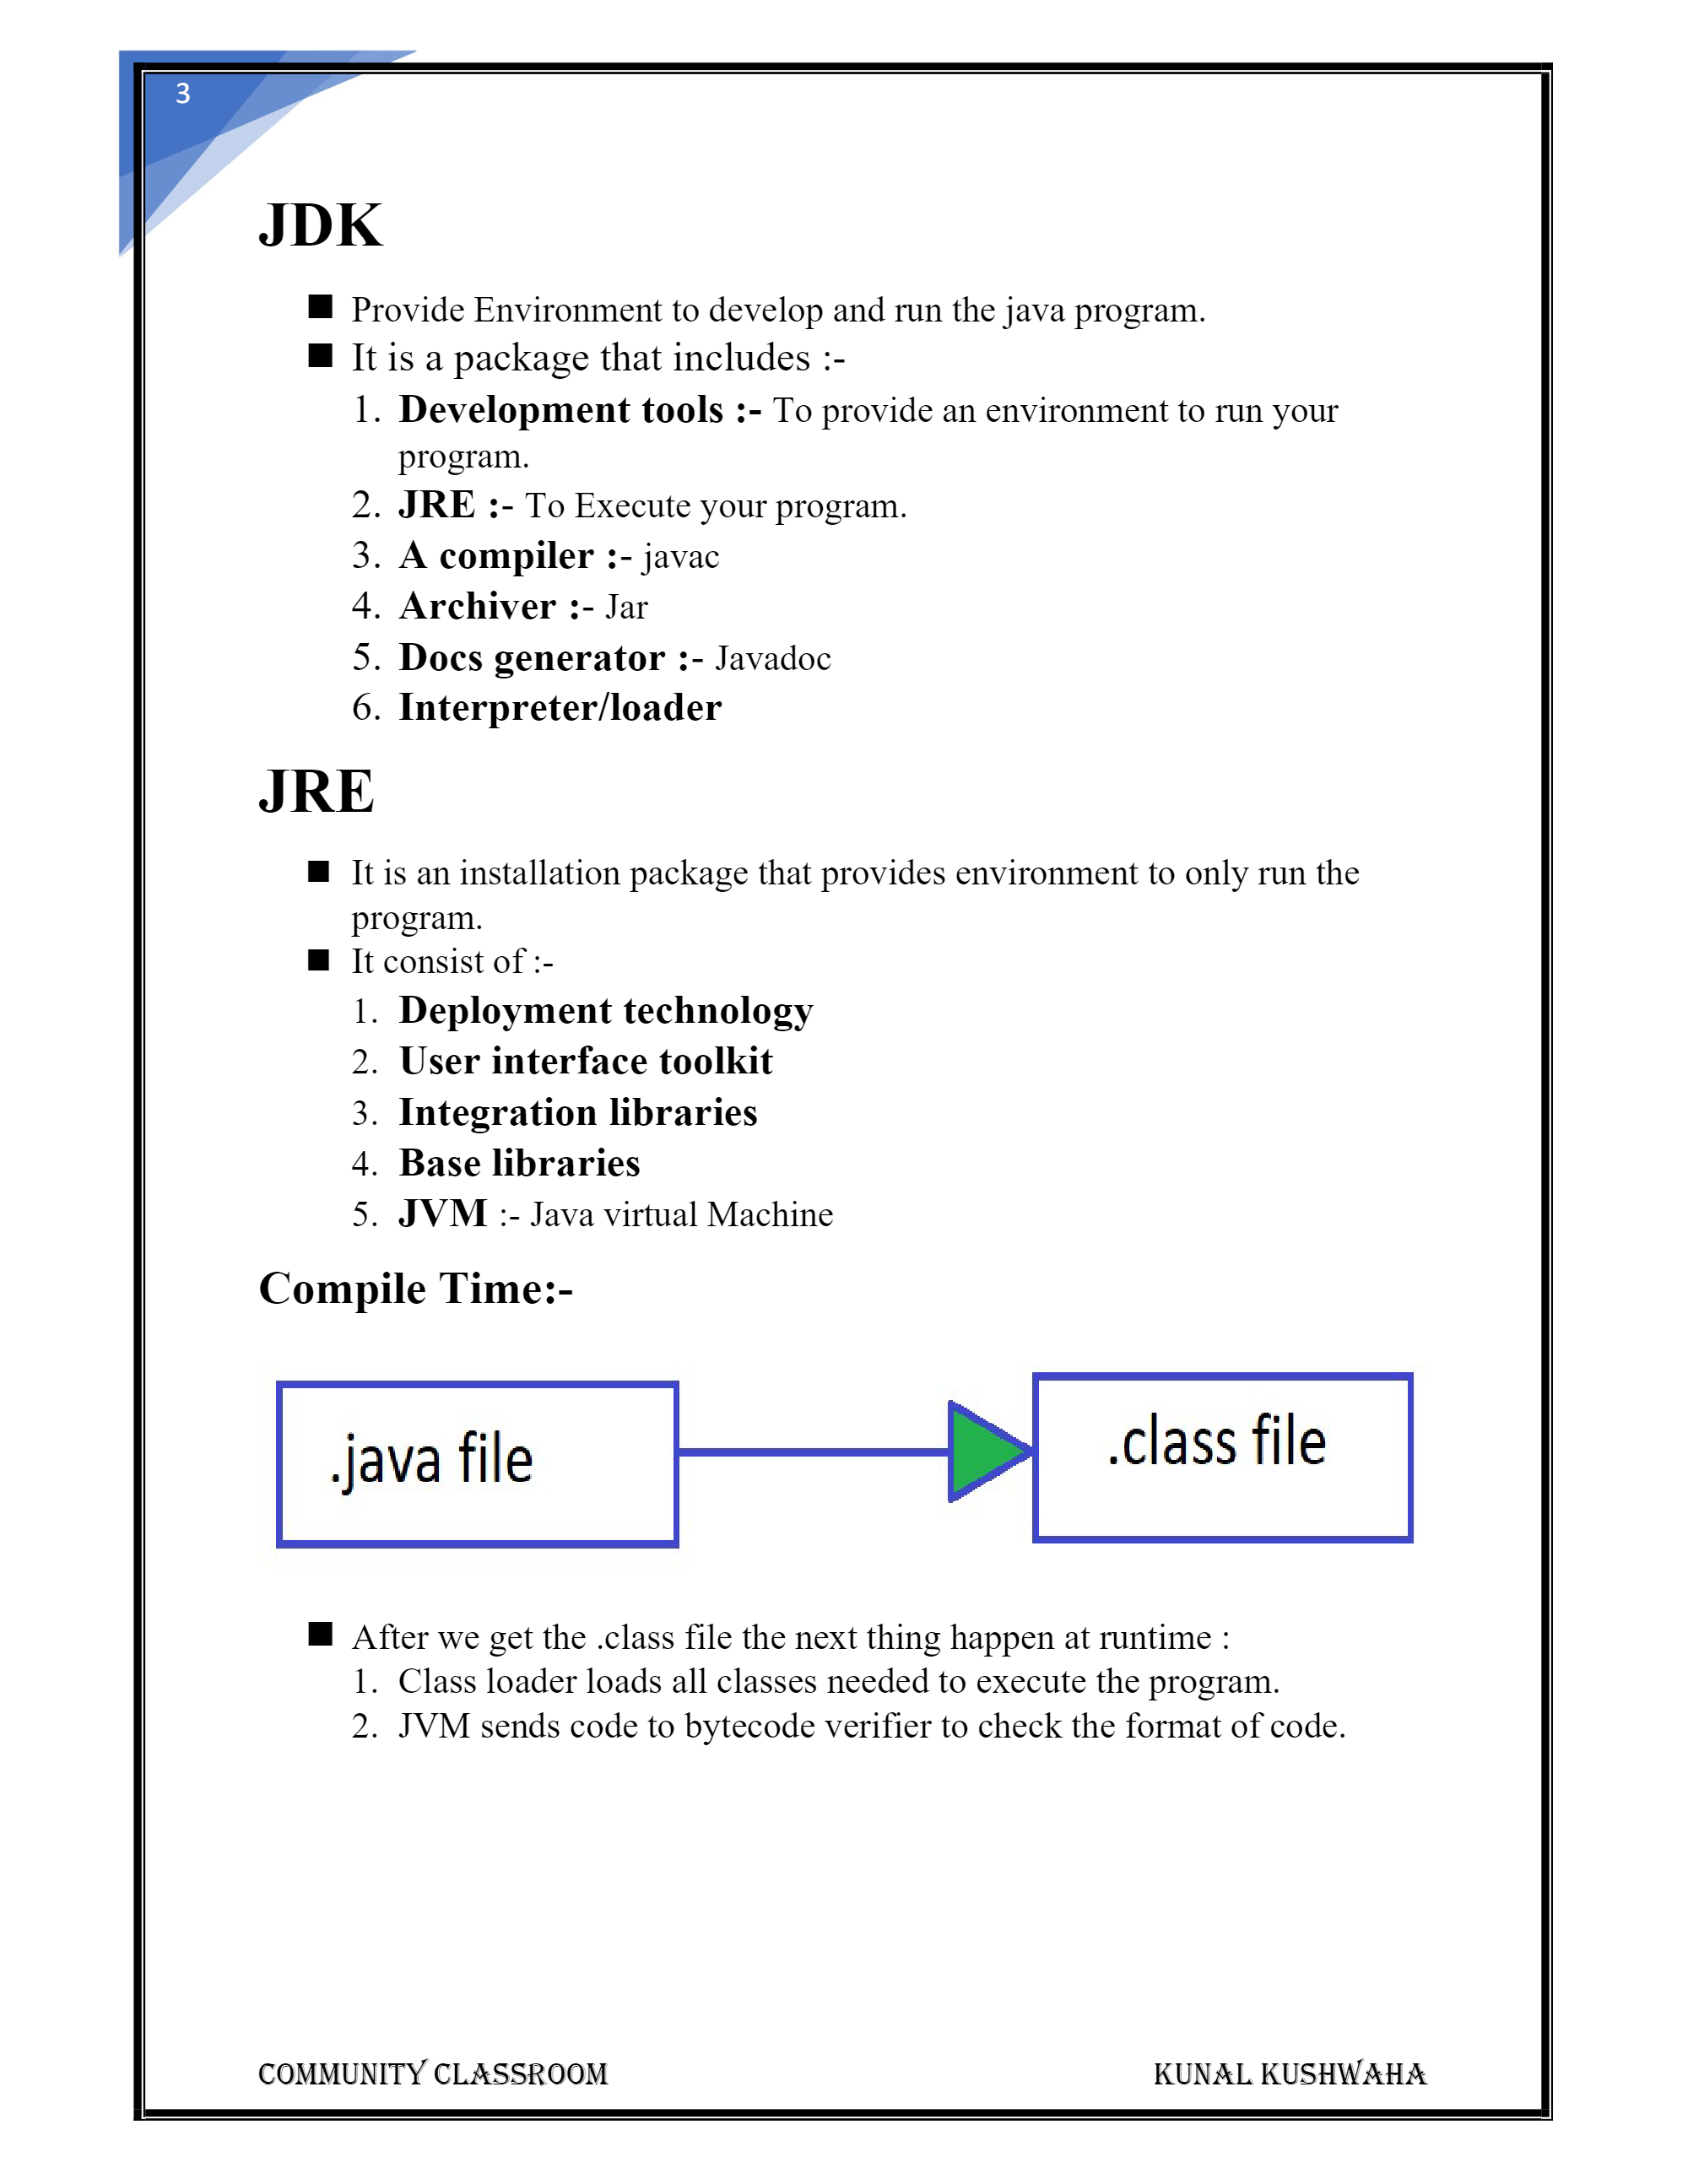 3
JDK
■ Provide Environment to develop and run the java program.
■ It is a package that includes :-
1. Development tools :- To provide an environment to run your
program.
2. JRE :- To Execute your program.
3. A compiler :- javac
4. Archiver :- Jar
5. Docs generator :- Javadoc
6. Interpreter/loader
JRE
■ It is an installation package that provides environment to only run the
program.
■ It consist of :-
1. Deployment technology
2. User interface toolkit
3. Integration libraries
4. Base libraries
5. JVM :- Java virtual Machine
Compile Time:-
.java file
.class file
■ After we get the .class file the next thing happen at runtime :
1. Class loader loads all classes needed to execute the program.
2. JVM sends code to bytecode verifier to check the format of code.
COMMUNITY CLASSROOM KUNAL KUSHWAHA